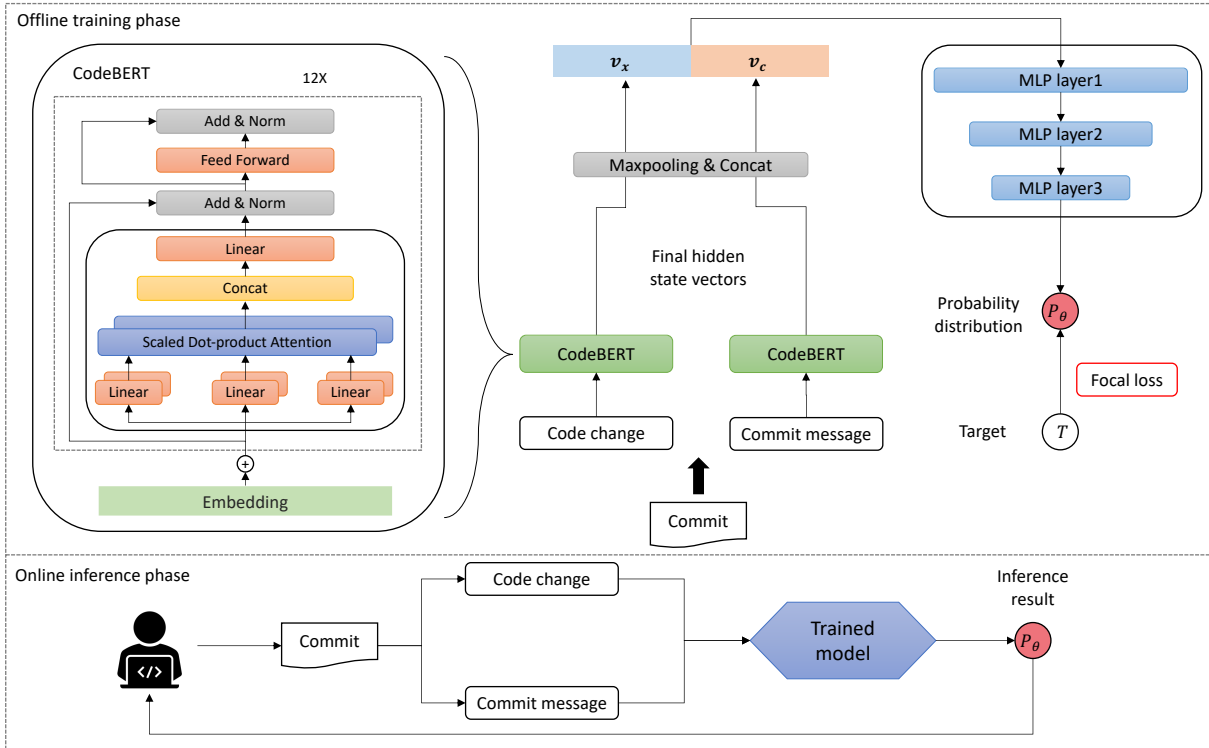 Offline training phase
CodeBERT
12X
Add & Norm
Feed Forward
Add & Norm
Linear
Concat
Scaled Dot-product Attention
Linear
Linear
Linear
+
Embedding
v_x
v_c
Maxpooling & Concat
Final hidden
state vectors
CodeBERT
CodeBERT
Code change
Commit message
Commit
MLP layer1
MLP layer2
MLP layer3
Probability
distribution
P_θ
Focal loss
Target
T
Online inference phase
</>
Commit
Code change
Commit message
Trained
model
Inference
result
P_θ